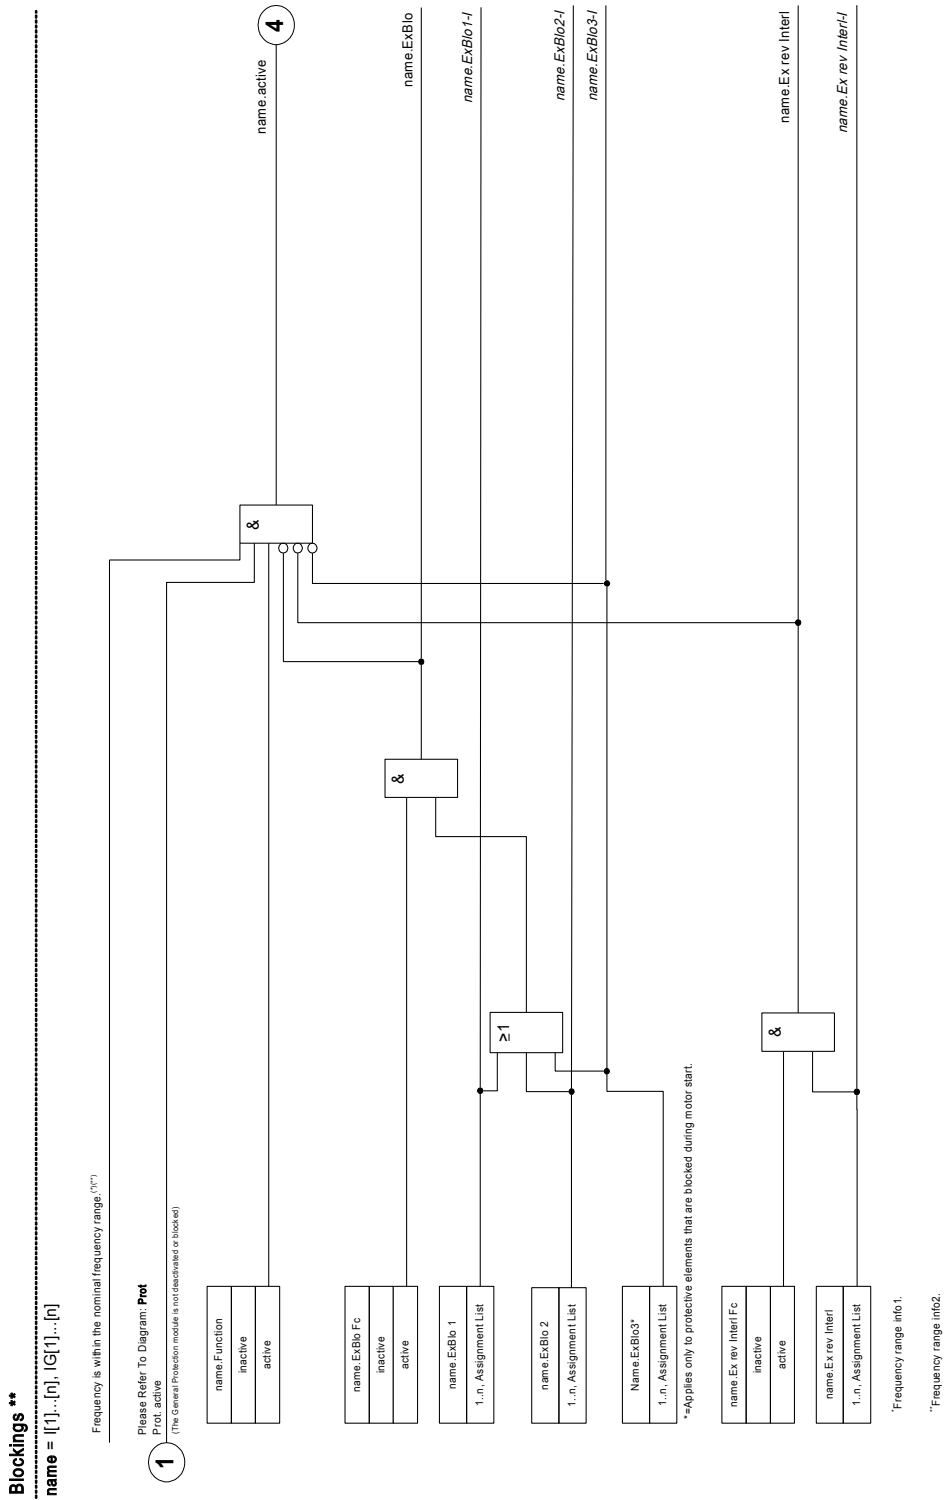 Blockings **
name = I[1]...[n], IG[1]...[n]
Frequency is within the nominal frequency range.(*)(**)
Please Refer To Diagram: Prot
Prot. active
(The General Protection module is not deactivated or blocked)
1
name.Function
inactive
active
name.ExBlo Fc
inactive
active
name.ExBlo 1
1..n, Assignment List
name.ExBlo 2
1..n, Assignment List
Name.ExBlo3*
1..n, Assignment List
*=Applies only to protective elements that are blocked during motor start.
name.Ex rev Interl Fc
inactive
active
name.Ex rev Interl
1..n, Assignment List
*Frequency range info1.
**Frequency range info2.
≥1
&
&
&
name.active
4
name.ExBlo
name.ExBlo1-I
name.ExBlo2-I
name.ExBlo3-I
name.Ex rev Interl
name.Ex rev Interl-I